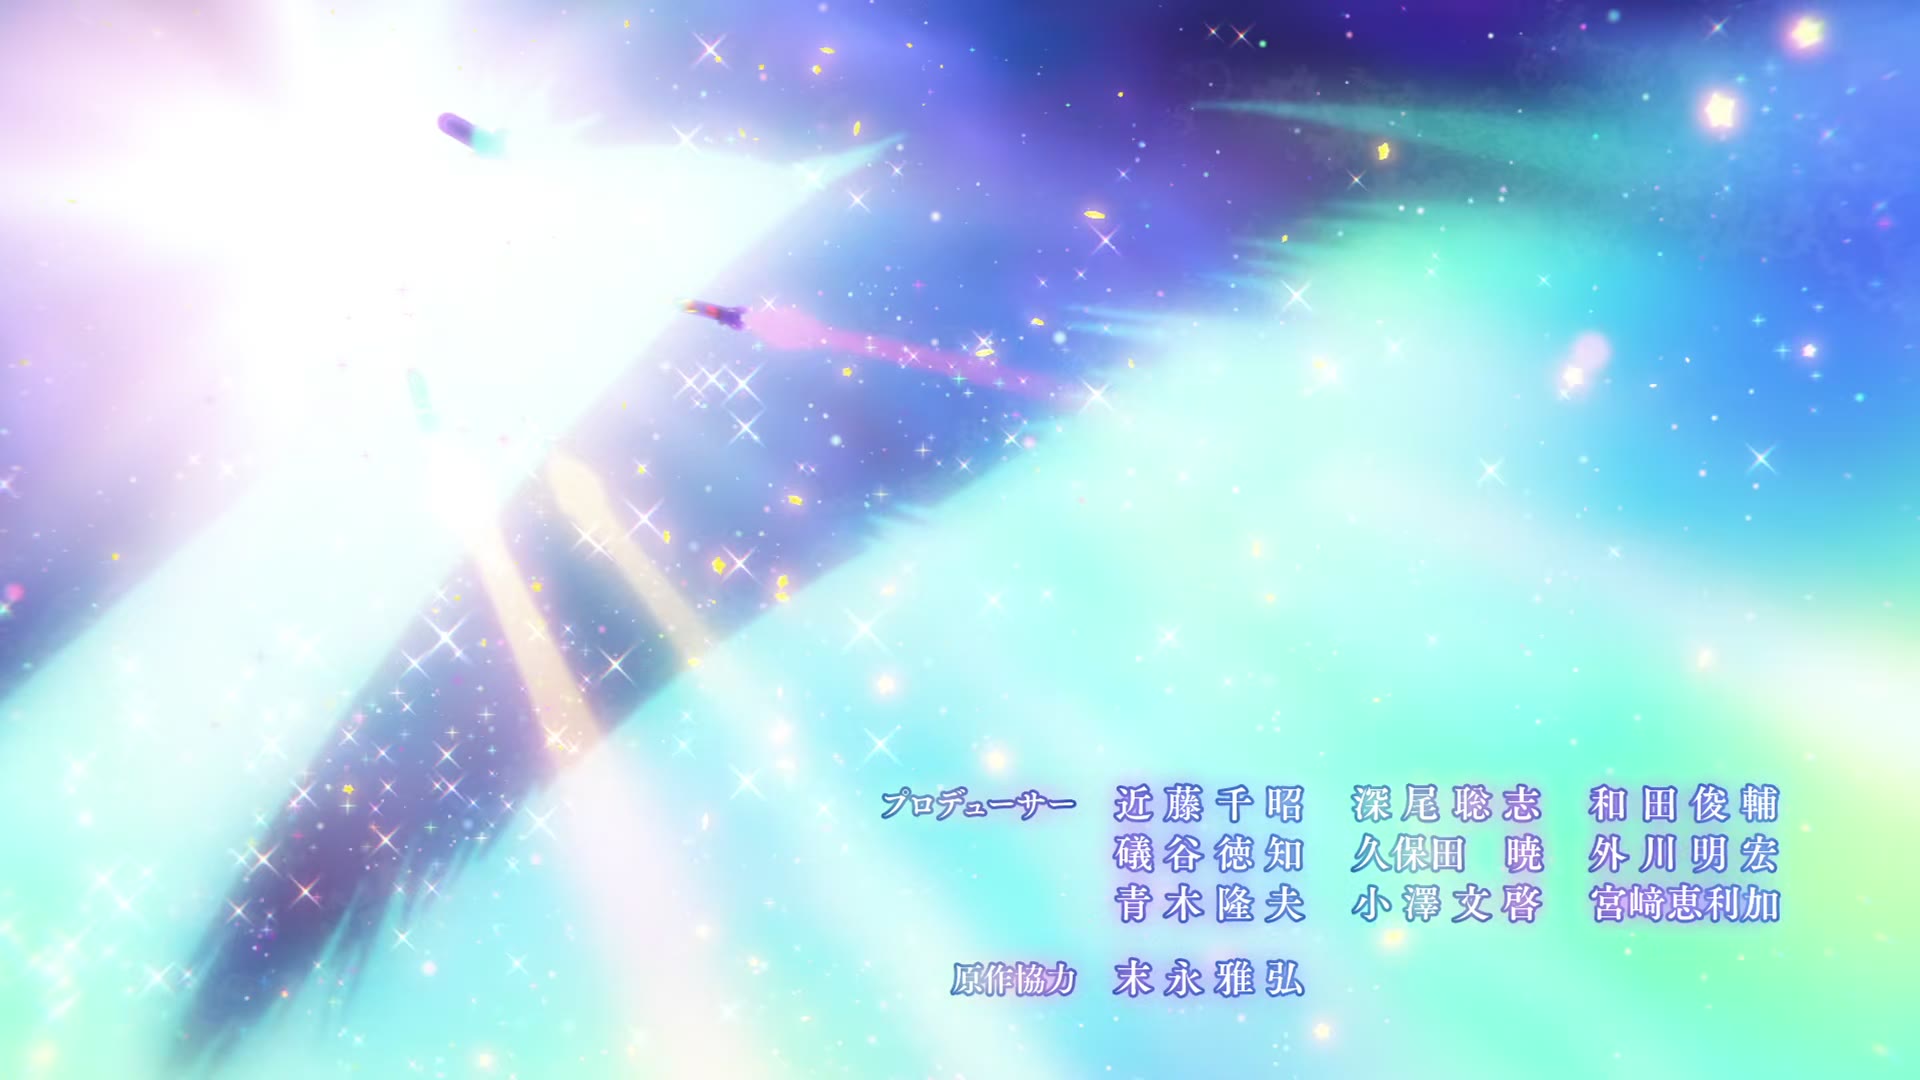 プロデューサー 近藤千昭 深尾聡志 和田俊輔
礒谷徳知 久保田 暁 外川明宏
青木隆夫 小澤文啓 宮﨑恵利加
原作協力 末永雅弘